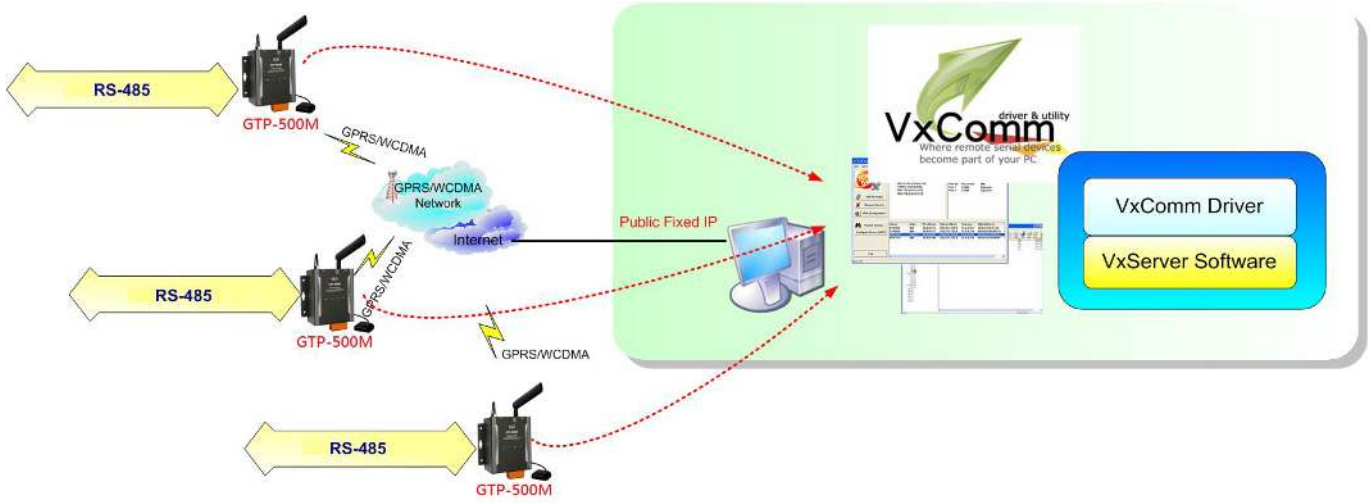 RS-485
GTP-500M
GPRS/WCDMA
GPRS/WCDMA
Network
Internet
Public Fixed IP
GPRS/WCDMA
RS-485
GTP-500M
GPRS/WCDMA
RS-485
GTP-500M
VxComm
driver & utility
Where remote serial devices
become part of your PC
VxComm Driver
VxServer Software